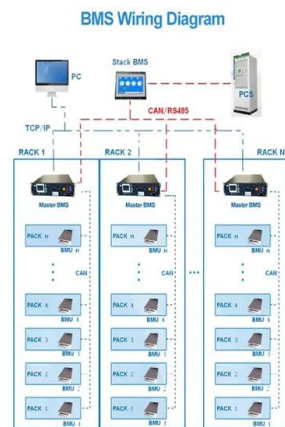 BMS Wiring Diagram
PC
Stack BMS
PCS
CAN/RS485
TCP/IP
RACK 1
RACK 2
RACK N
Master BMS
Master BMS
Master BMS
PACK n
BMU n
PACK n
BMU n
PACK n
BMU n
CAN
CAN
CAN
PACK 4
BMU 4
PACK 4
BMU 4
PACK 4
BMU 4
PACK 3
BMU 3
PACK 3
BMU 3
PACK 3
BMU 3
PACK 2
BMU 2
PACK 2
BMU 2
PACK 2
BMU 2
PACK 1
BMU 1
PACK 1
BMU 1
PACK 1
BMU 1